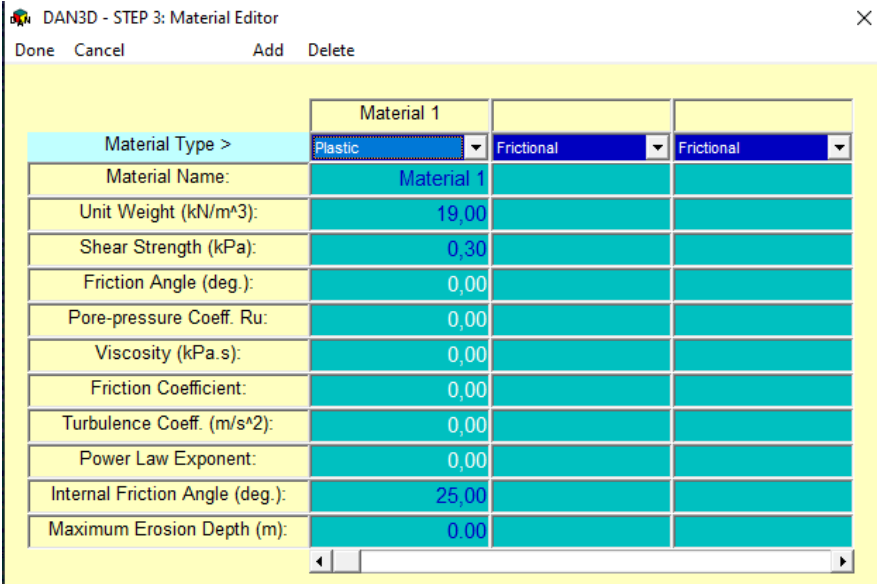 DAN3D - STEP 3: Material Editor
Done Cancel Add Delete
Material 1
Material Type > Plastic Frictional Frictional
Material Name: Material 1
Unit Weight (kN/m^3): 19,00
Shear Strength (kPa): 0,30
Friction Angle (deg.): 0,00
Pore-pressure Coeff. Ru: 0,00
Viscosity (kPa.s): 0,00
Friction Coefficient: 0,00
Turbulence Coeff. (m/s^2): 0,00
Power Law Exponent: 0,00
Internal Friction Angle (deg.): 25,00
Maximum Erosion Depth (m): 0.00